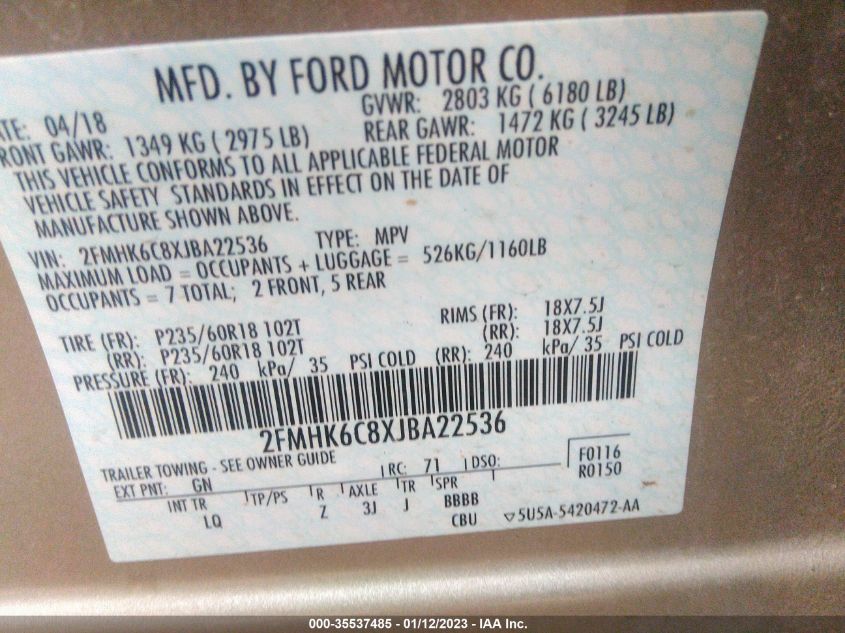 MFD. BY FORD MOTOR CO.
ATE: 04/18 GVWR: 2803 KG ( 6180 LB)
RONT GAWR: 1349 KG ( 2975 LB) REAR GAWR: 1472 KG ( 3245 LB)
THIS VEHICLE CONFORMS TO ALL APPLICABLE FEDERAL MOTOR
VEHICLE SAFETY STANDARDS IN EFFECT ON THE DATE OF
MANUFACTURE SHOWN ABOVE.
VIN: 2FMHK6C8XJBA22536 TYPE: MPV
MAXIMUM LOAD = OCCUPANTS + LUGGAGE = 526KG/1160LB
OCCUPANTS = 7 TOTAL; 2 FRONT, 5 REAR
TIRE (FR): P235/60R18 102T RIMS (FR): 18X7.5J
(RR): P235/60R18 102T (RR): 18X7.5J
PRESSURE (FR): 240 kPa/ 35 PSI COLD (RR): 240 kPa/ 35 PSI COLD
2FMHK6C8XJBA22536
TRAILER TOWING - SEE OWNER GUIDE F0116
EXT PNT: GN RC: 71 DSO: R0150
INT TR TP/PS R AXLE TR SPR
LQ Z 3J J BBBB
CBU ▽5U5A-5420472-AA
000-35537485 - 01/12/2023 - IAA Inc.